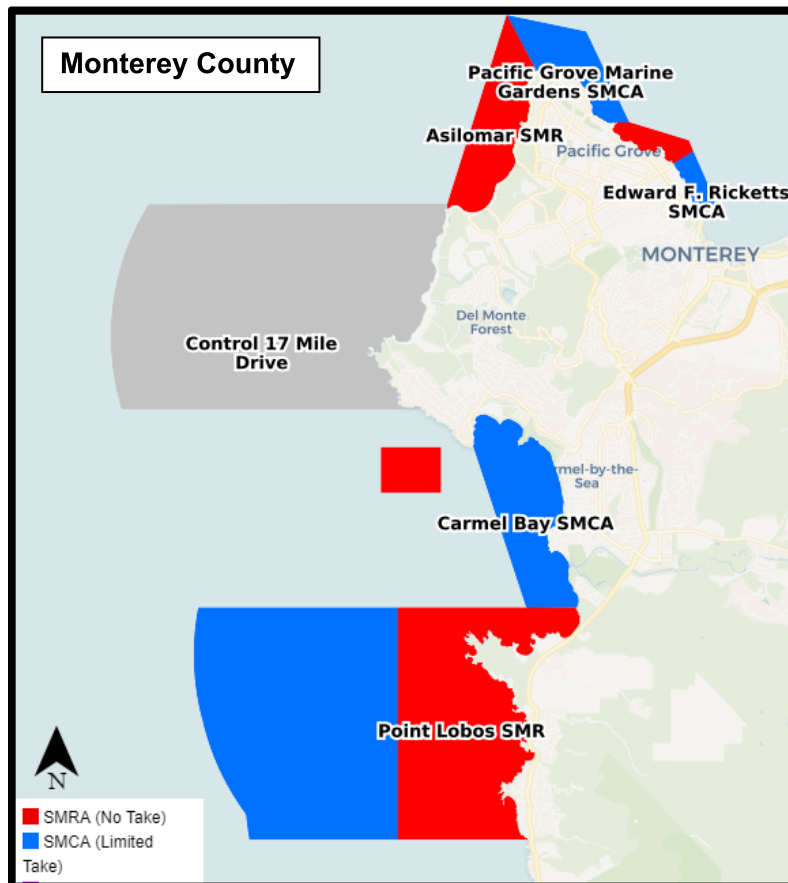 Monterey County
Pacific Grove Marine
Gardens SMCA
Asilomar SMR
Pacific Grove
Edward F. Ricketts
SMCA
MONTEREY
Del Monte
Forest
Control 17 Mile
Drive
rmel-by-the-
Sea
Carmel Bay SMCA
Point Lobos SMR
N
SMRA (No Take)
SMCA (Limited
Take)